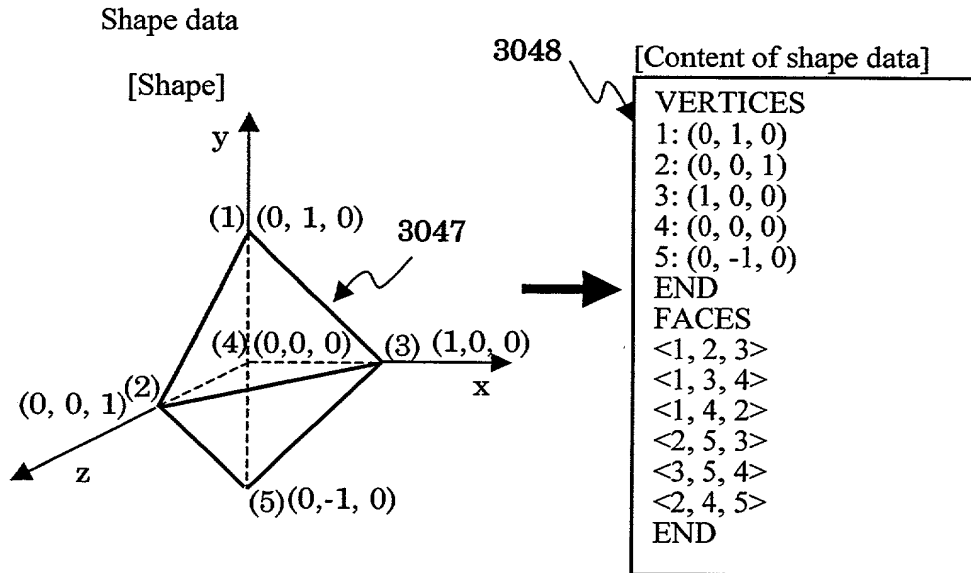 Shape data
[Shape]
y
(1) (0, 1, 0)
3047
(4) (0,0, 0)
(3) (1,0, 0)
x
(2)
(0, 0, 1)
z
(5) (0,-1, 0)
3048
[Content of shape data]
VERTICES
1: (0, 1, 0)
2: (0, 0, 1)
3: (1, 0, 0)
4: (0, 0, 0)
5: (0, -1, 0)
END
FACES
<1, 2, 3>
<1, 3, 4>
<1, 4, 2>
<2, 5, 3>
<3, 5, 4>
<2, 4, 5>
END